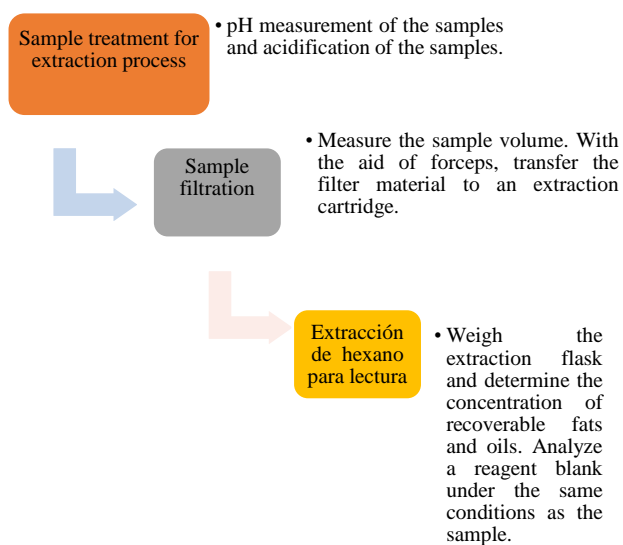 Sample treatment for
extraction process
• pH measurement of the samples
and acidification of the samples.
Sample
filtration
• Measure the sample volume. With
the aid of forceps, transfer the
filter material to an extraction
cartridge.
Extracción
de hexano
para lectura
• Weigh the
extraction flask
and determine the
concentration of
recoverable fats
and oils. Analyze
a reagent blank
under the same
conditions as the
sample.